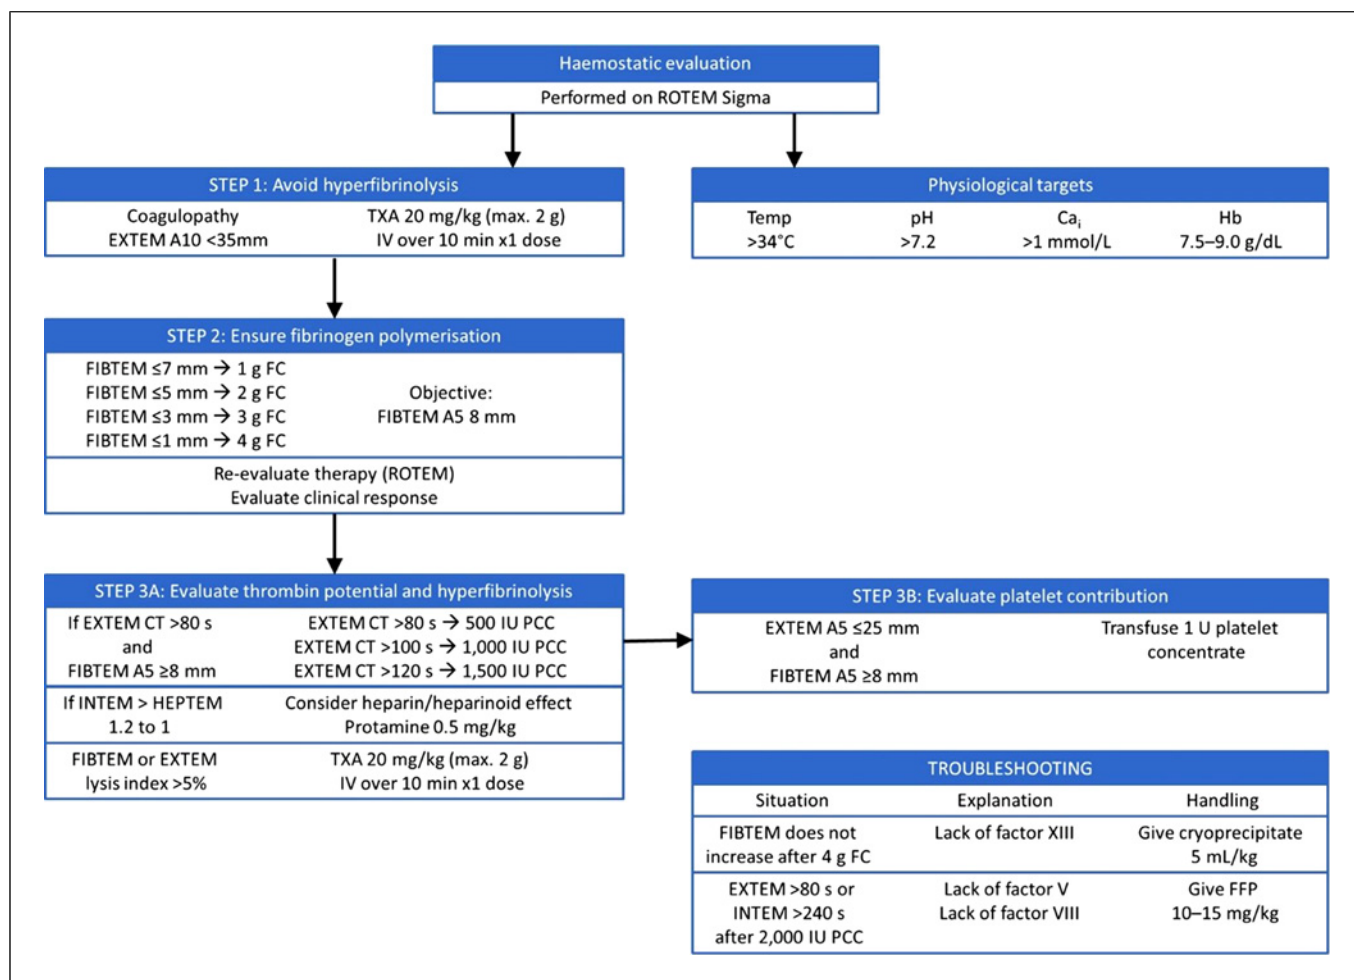 Haemostatic evaluation
Performed on ROTEM Sigma
STEP 1: Avoid hyperfibrinolysis
Coagulopathy
EXTEM A10 <35mm
TXA 20 mg/kg (max. 2 g)
IV over 10 min x1 dose
Physiological targets
Temp
>34°C
pH
>7.2
Caᵢ
>1 mmol/L
Hb
7.5–9.0 g/dL
STEP 2: Ensure fibrinogen polymerisation
FIBTEM ≤7 mm → 1 g FC
FIBTEM ≤5 mm → 2 g FC
FIBTEM ≤3 mm → 3 g FC
FIBTEM ≤1 mm → 4 g FC
Objective:
FIBTEM A5 8 mm
Re-evaluate therapy (ROTEM)
Evaluate clinical response
STEP 3A: Evaluate thrombin potential and hyperfibrinolysis
If EXTEM CT >80 s
and
FIBTEM A5 ≥8 mm
EXTEM CT >80 s → 500 IU PCC
EXTEM CT >100 s → 1,000 IU PCC
EXTEM CT >120 s → 1,500 IU PCC
If INTEM > HEPTEM
1.2 to 1
Consider heparin/heparinoid effect
Protamine 0.5 mg/kg
FIBTEM or EXTEM
lysis index >5%
TXA 20 mg/kg (max. 2 g)
IV over 10 min x1 dose
STEP 3B: Evaluate platelet contribution
EXTEM A5 ≤25 mm
and
FIBTEM A5 ≥8 mm
Transfuse 1 U platelet
concentrate
TROUBLESHOOTING
Situation
Explanation
Handling
FIBTEM does not
increase after 4 g FC
Lack of factor XIII
Give cryoprecipitate
5 mL/kg
EXTEM >80 s or
INTEM >240 s
after 2,000 IU PCC
Lack of factor V
Lack of factor VIII
Give FFP
10–15 mg/kg